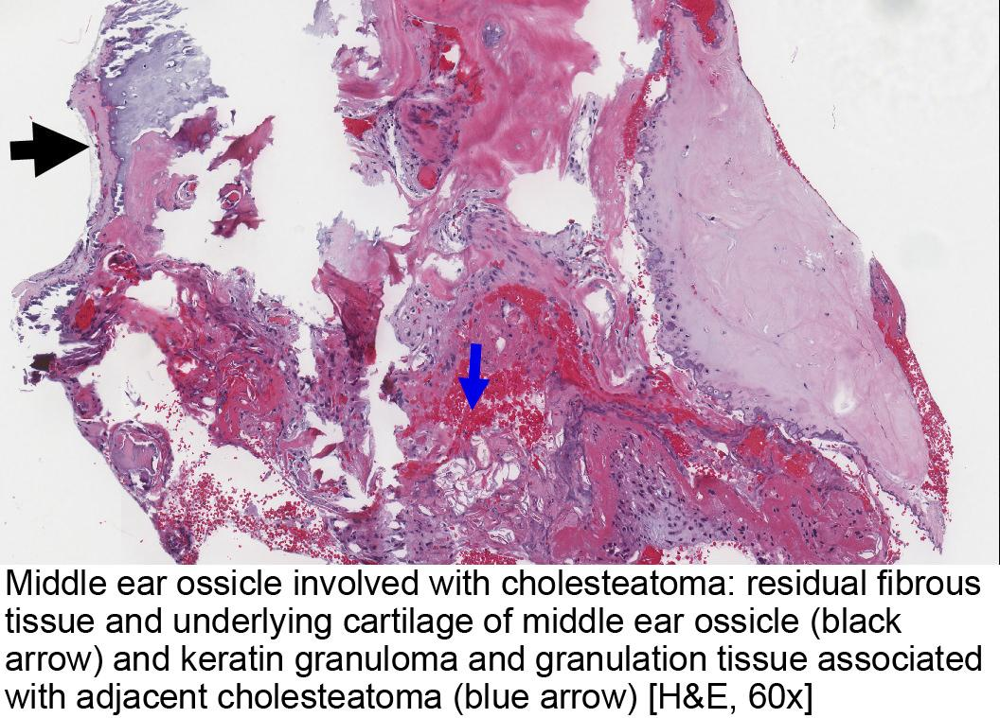 Middle ear ossicle involved with cholesteatoma: residual fibrous
tissue and underlying cartilage of middle ear ossicle (black
arrow) and keratin granuloma and granulation tissue associated
with adjacent cholesteatoma (blue arrow) [H&E, 60x]